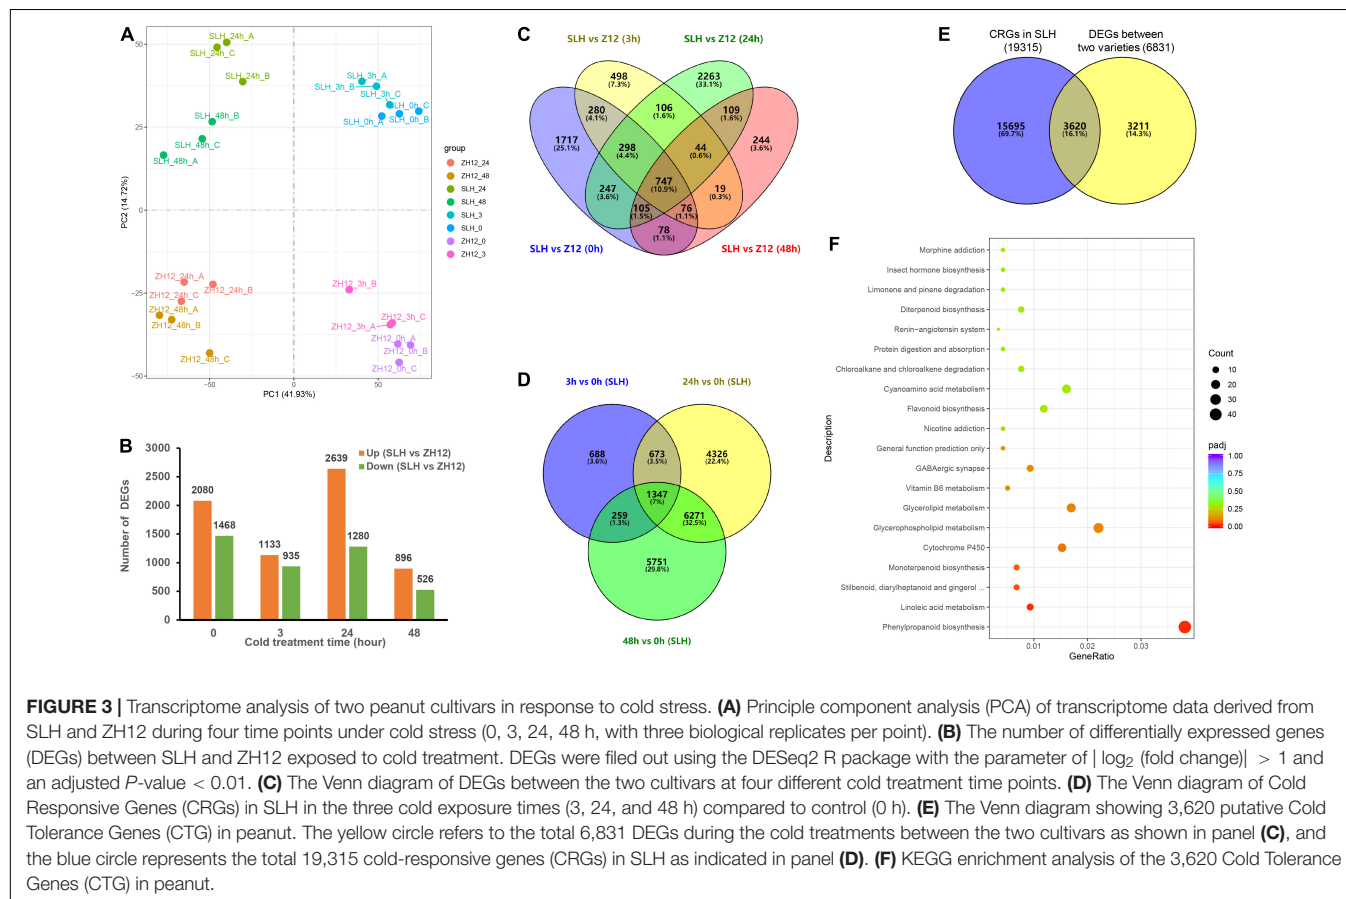 A
SLH_24h_A
SLH_24h_C
SLH_24h_B
SLH_48h_B
SLH_48h_C
SLH_48h_A
SLH_3h_A
SLH_3h_B
SLH_3h_C
SLH_0h_C
SLH_0h_A
SLH_0h_B
ZH12_24h_A
ZH12_24h_B
ZH12_24h_C
ZH12_48h_A
ZH12_48h_B
ZH12_48h_C
ZH12_3h_B
ZH12_3h_C
ZH12_3h_A
ZH12_0h_A
ZH12_0h_B
ZH12_0h_C
50
25
0
−25
−50
PC2 (14.72%)
−50
0
50
PC1 (41.93%)
group
ZH12_24
ZH12_48
SLH_24
SLH_48
SLH_3
SLH_0
ZH12_0
ZH12_3
B
Up (SLH vs ZH12)
Down (SLH vs ZH12)
Number of DEGs
3000
2500
2000
1500
1000
500
0
2080
1468
1133
935
2639
1280
896
526
0
3
24
48
Cold treatment time (hour)
C
SLH vs Z12 (3h)
SLH vs Z12 (24h)
498
(7.3%)
2263
(33.1%)
280
(4.1%)
106
(1.6%)
109
(1.6%)
1717
(25.1%)
298
(4.4%)
44
(0.6%)
244
(3.6%)
247
(3.6%)
747
(10.9%)
19
(0.3%)
105
(1.5%)
76
(1.1%)
78
(1.1%)
SLH vs Z12 (0h)
SLH vs Z12 (48h)
D
3h vs 0h (SLH)
24h vs 0h (SLH)
688
(3.6%)
673
(3.5%)
4326
(22.4%)
1347
(7%)
259
(1.3%)
6271
(32.5%)
5751
(29.8%)
48h vs 0h (SLH)
E
CRGs in SLH
(19315)
DEGs between
two varieties (6831)
15695
(69.7%)
3620
(16.1%)
3211
(14.3%)
F
Description
Morphine addiction
Insect hormone biosynthesis
Limonene and pinene degradation
Diterpenoid biosynthesis
Renin−angiotensin system
Protein digestion and absorption
Chloroalkane and chloroalkene degradation
Cyanoamino acid metabolism
Flavonoid biosynthesis
Nicotine addiction
General function prediction only
GABAergic synapse
Vitamin B6 metabolism
Glycerolipid metabolism
Glycerophospholipid metabolism
Cytochrome P450
Monoterpenoid biosynthesis
Stilbenoid, diarylheptanoid and gingerol ...
Linoleic acid metabolism
Phenylpropanoid biosynthesis
0.01
0.02
0.03
GeneRatio
Count
10
20
30
40
padj
1.00
0.75
0.50
0.25
0.00
FIGURE 3 | Transcriptome analysis of two peanut cultivars in response to cold stress. (A) Principle component analysis (PCA) of transcriptome data derived from
SLH and ZH12 during four time points under cold stress (0, 3, 24, 48 h, with three biological replicates per point). (B) The number of differentially expressed genes
(DEGs) between SLH and ZH12 exposed to cold treatment. DEGs were filed out using the DESeq2 R package with the parameter of | log2 (fold change)| > 1 and
an adjusted P-value < 0.01. (C) The Venn diagram of DEGs between the two cultivars at four different cold treatment time points. (D) The Venn diagram of Cold
Responsive Genes (CRGs) in SLH in the three cold exposure times (3, 24, and 48 h) compared to control (0 h). (E) The Venn diagram showing 3,620 putative Cold
Tolerance Genes (CTG) in peanut. The yellow circle refers to the total 6,831 DEGs during the cold treatments between the two cultivars as shown in panel (C), and
the blue circle represents the total 19,315 cold-responsive genes (CRGs) in SLH as indicated in panel (D). (F) KEGG enrichment analysis of the 3,620 Cold Tolerance
Genes (CTG) in peanut.